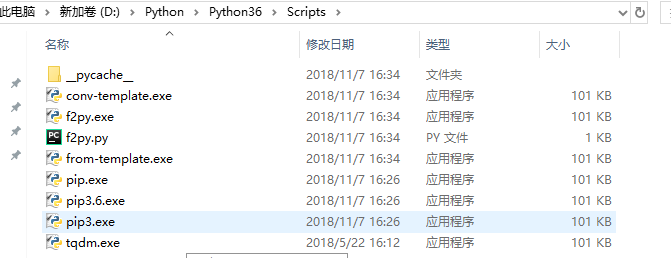 此电脑 > 新加卷 (D:) > Python > Python36 > Scripts >
名称 修改日期 类型 大小
__pycache__ 2018/11/7 16:34 文件夹
conv-template.exe 2018/11/7 16:34 应用程序 101 KB
f2py.exe 2018/11/7 16:34 应用程序 101 KB
f2py.py 2018/11/7 16:34 PY 文件 1 KB
from-template.exe 2018/11/7 16:34 应用程序 101 KB
pip.exe 2018/11/7 16:26 应用程序 101 KB
pip3.6.exe 2018/11/7 16:26 应用程序 101 KB
pip3.exe 2018/11/7 16:26 应用程序 101 KB
tqdm.exe 2018/5/22 16:12 应用程序 101 KB